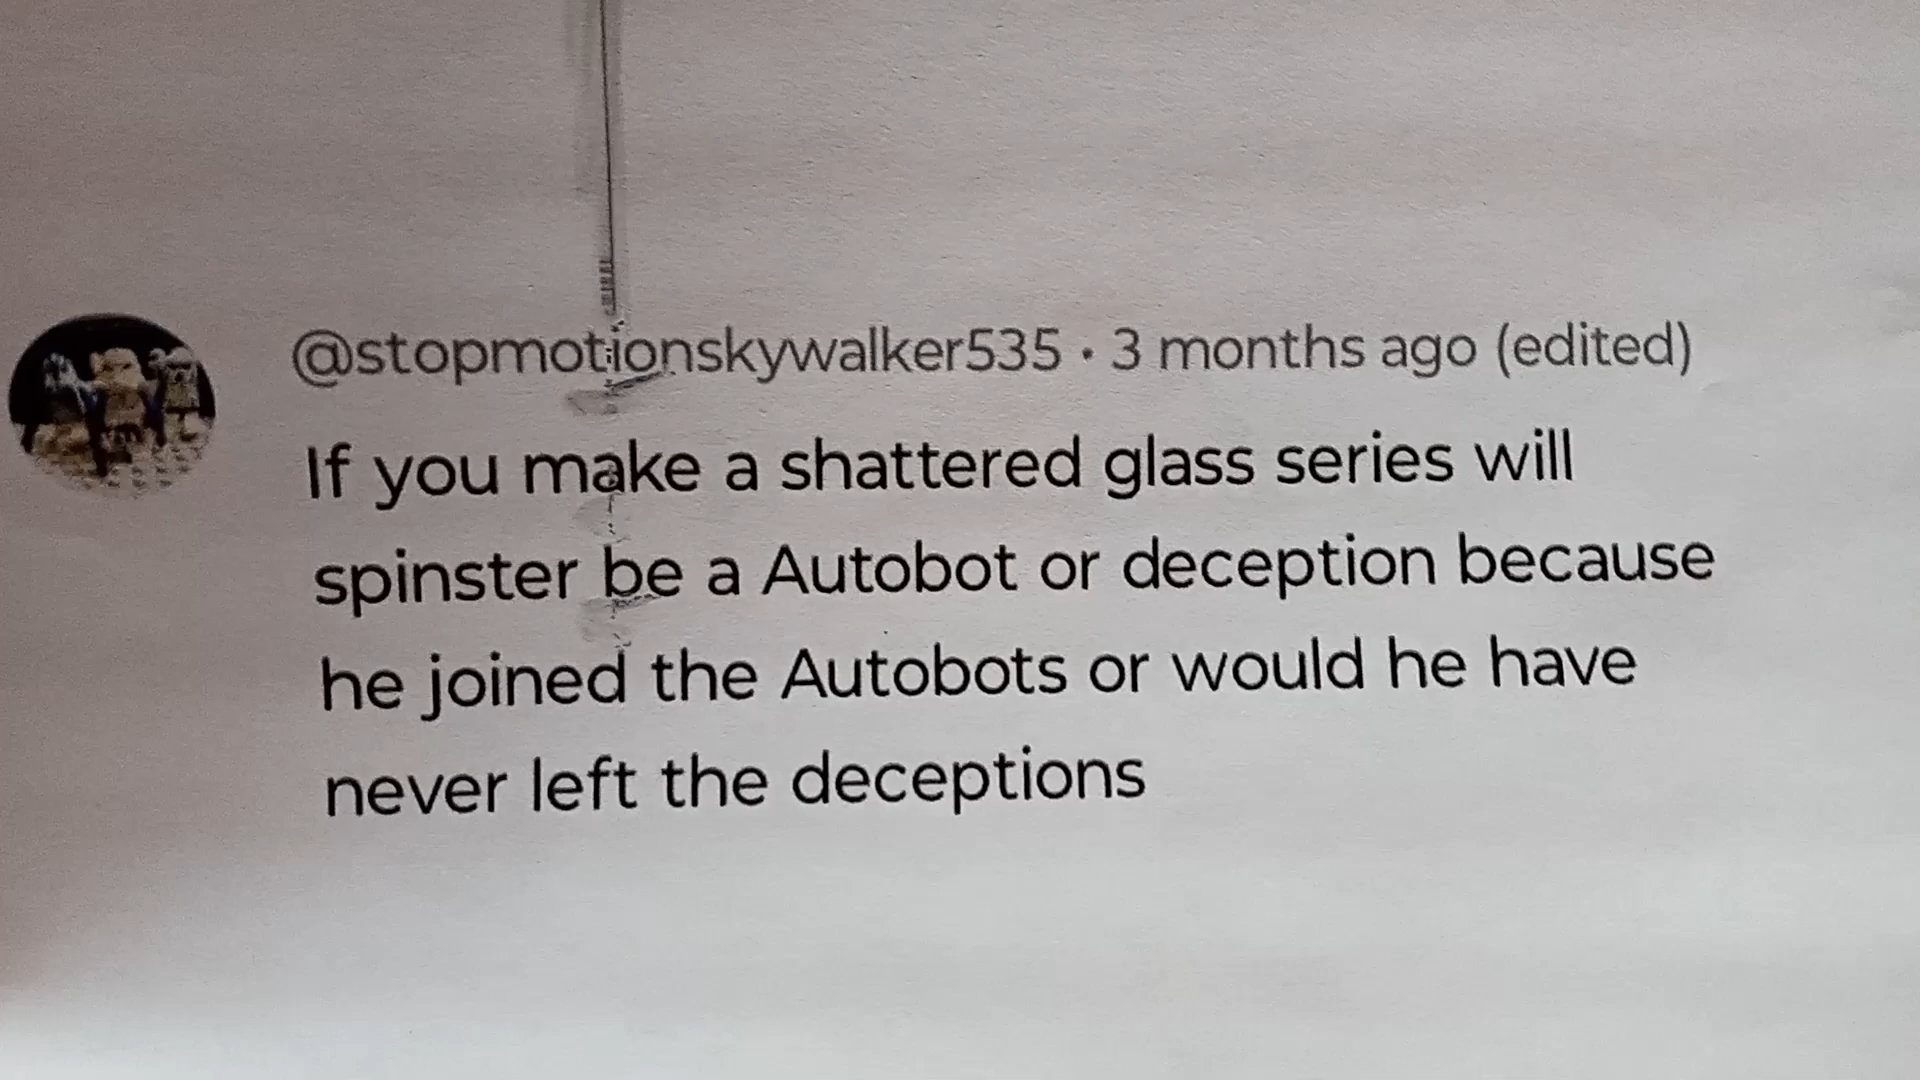 @stopmotionskywalker535 · 3 months ago (edited)
If you make a shattered glass series will
spinster be a Autobot or deception because
he joined the Autobots or would he have
never left the deceptions